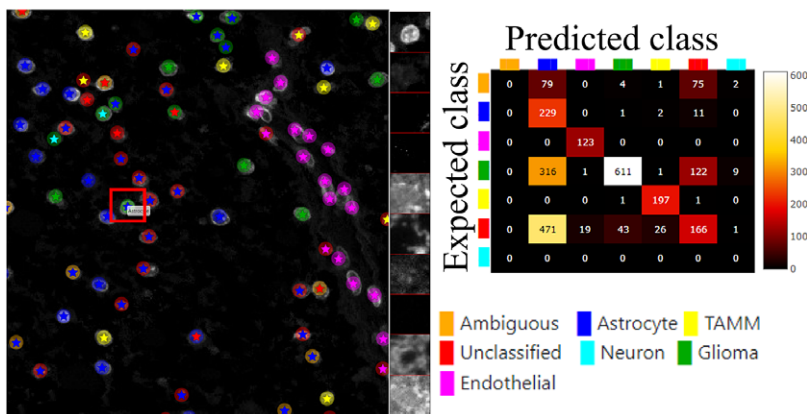 Predicted class
Expected class
0 79 0 4 1 75 2
0 229 0 1 2 11 0
0 0 123 0 0 0 0
0 316 1 611 1 122 9
0 0 0 1 197 1 0
0 471 19 43 26 166 1
0 0 0 0 0 0 0
600
500
400
300
200
100
0
Astrocyte
Ambiguous Astrocyte TAMM
Unclassified Neuron Glioma
Endothelial